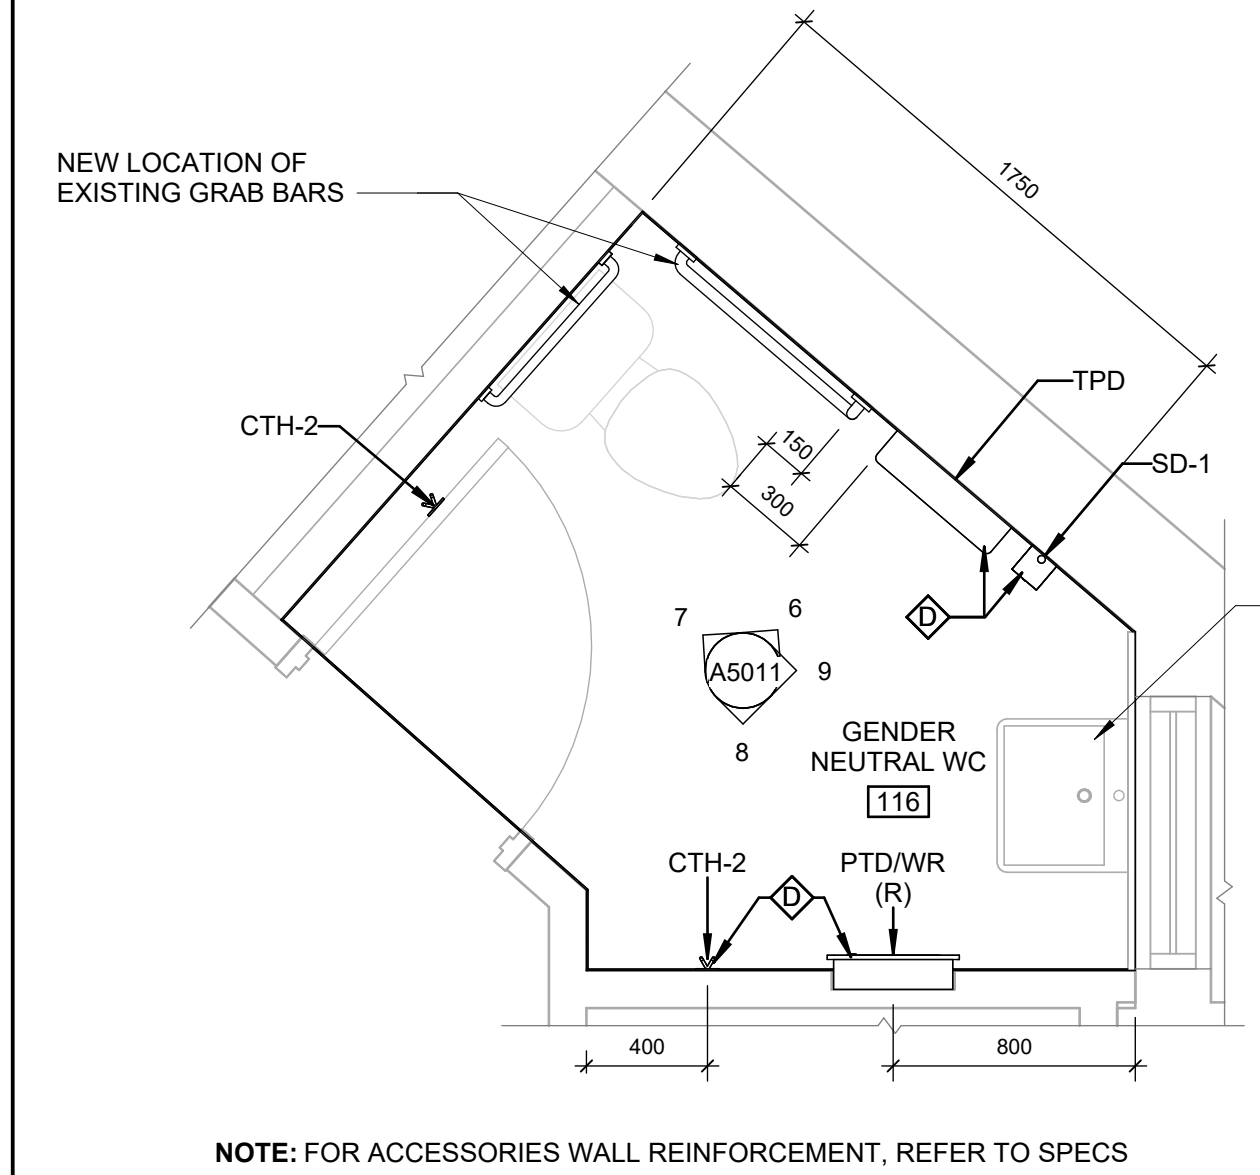 1750
NEW LOCATION OF
EXISTING GRAB BARS
TPD
CTH-2
150
SD-1
300
7
6
D
A5011
9
8
GENDER
NEUTRAL WC
116
CTH-2
D
PTD/WR
(R)
400
800
NOTE: FOR ACCESSORIES WALL REINFORCEMENT, REFER TO SPECS